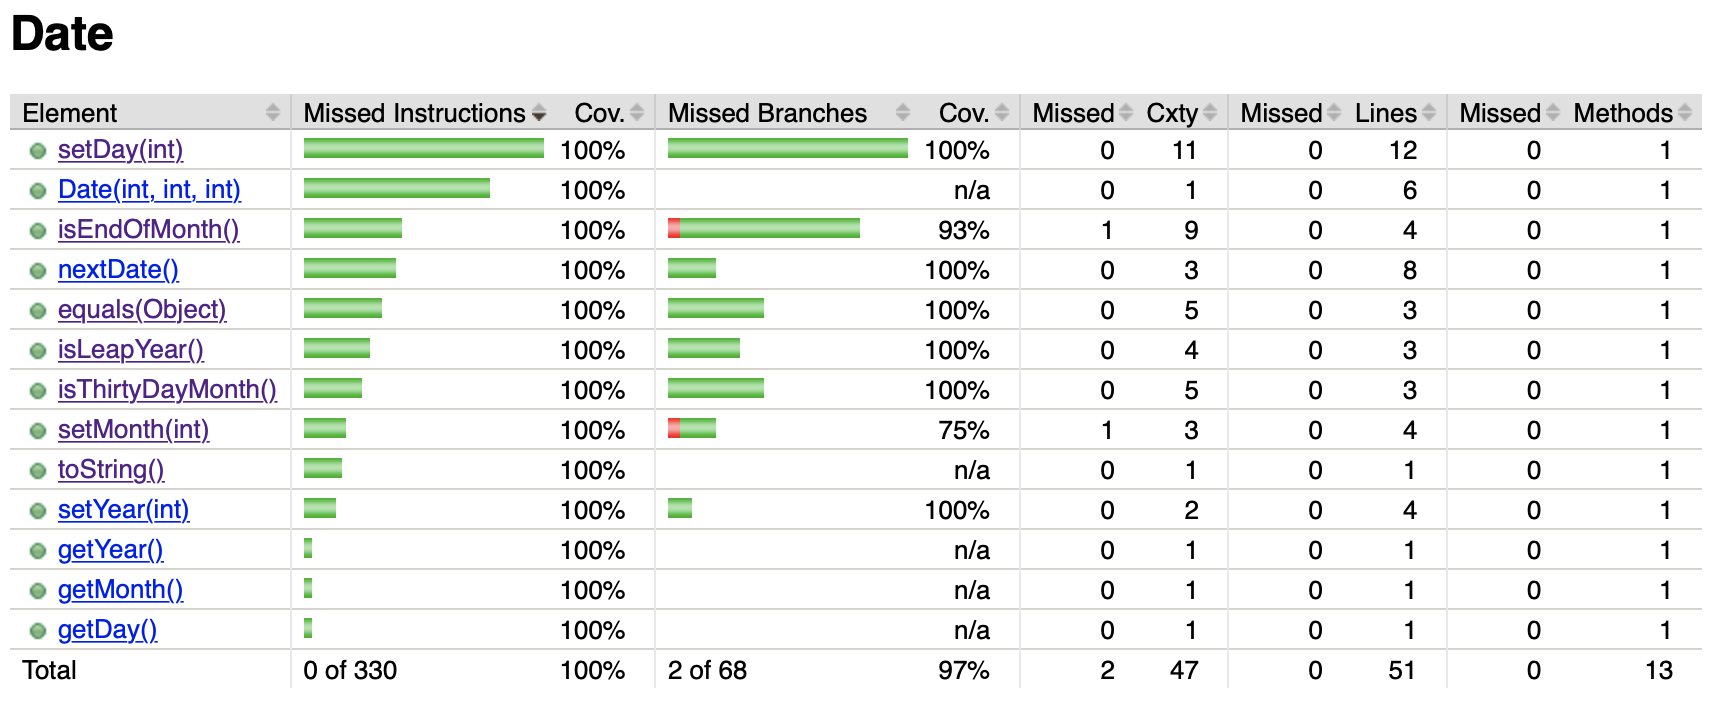 Date
Element Missed Instructions Cov. Missed Branches Cov. Missed Cxty Missed Lines Missed Methods
setDay(int) 100% 100% 0 11 0 12 0 1
Date(int, int, int) 100% n/a 0 1 0 6 0 1
isEndOfMonth() 100% 93% 1 9 0 4 0 1
nextDate() 100% 100% 0 3 0 8 0 1
equals(Object) 100% 100% 0 5 0 3 0 1
isLeapYear() 100% 100% 0 4 0 3 0 1
isThirtyDayMonth() 100% 100% 0 5 0 3 0 1
setMonth(int) 100% 75% 1 3 0 4 0 1
toString() 100% n/a 0 1 0 1 0 1
setYear(int) 100% 100% 0 2 0 4 0 1
getYear() 100% n/a 0 1 0 1 0 1
getMonth() 100% n/a 0 1 0 1 0 1
getDay() 100% n/a 0 1 0 1 0 1
Total 0 of 330 100% 2 of 68 97% 2 47 0 51 0 13